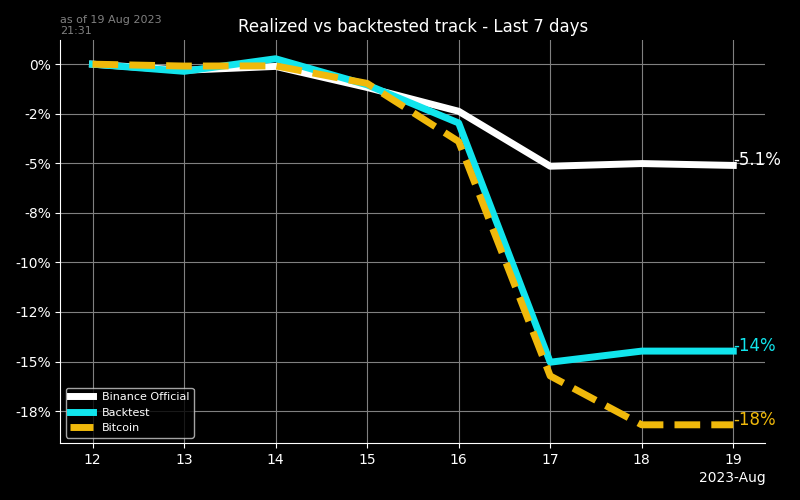 as of 19 Aug 2023
21:31
Realized vs backtested track - Last 7 days
0%
-2%
-5%
-8%
-10%
-12%
-15%
-18%
-5.1%
-14%
-18%
Binance Official
Backtest
Bitcoin
12 13 14 15 16 17 18 19
2023-Aug